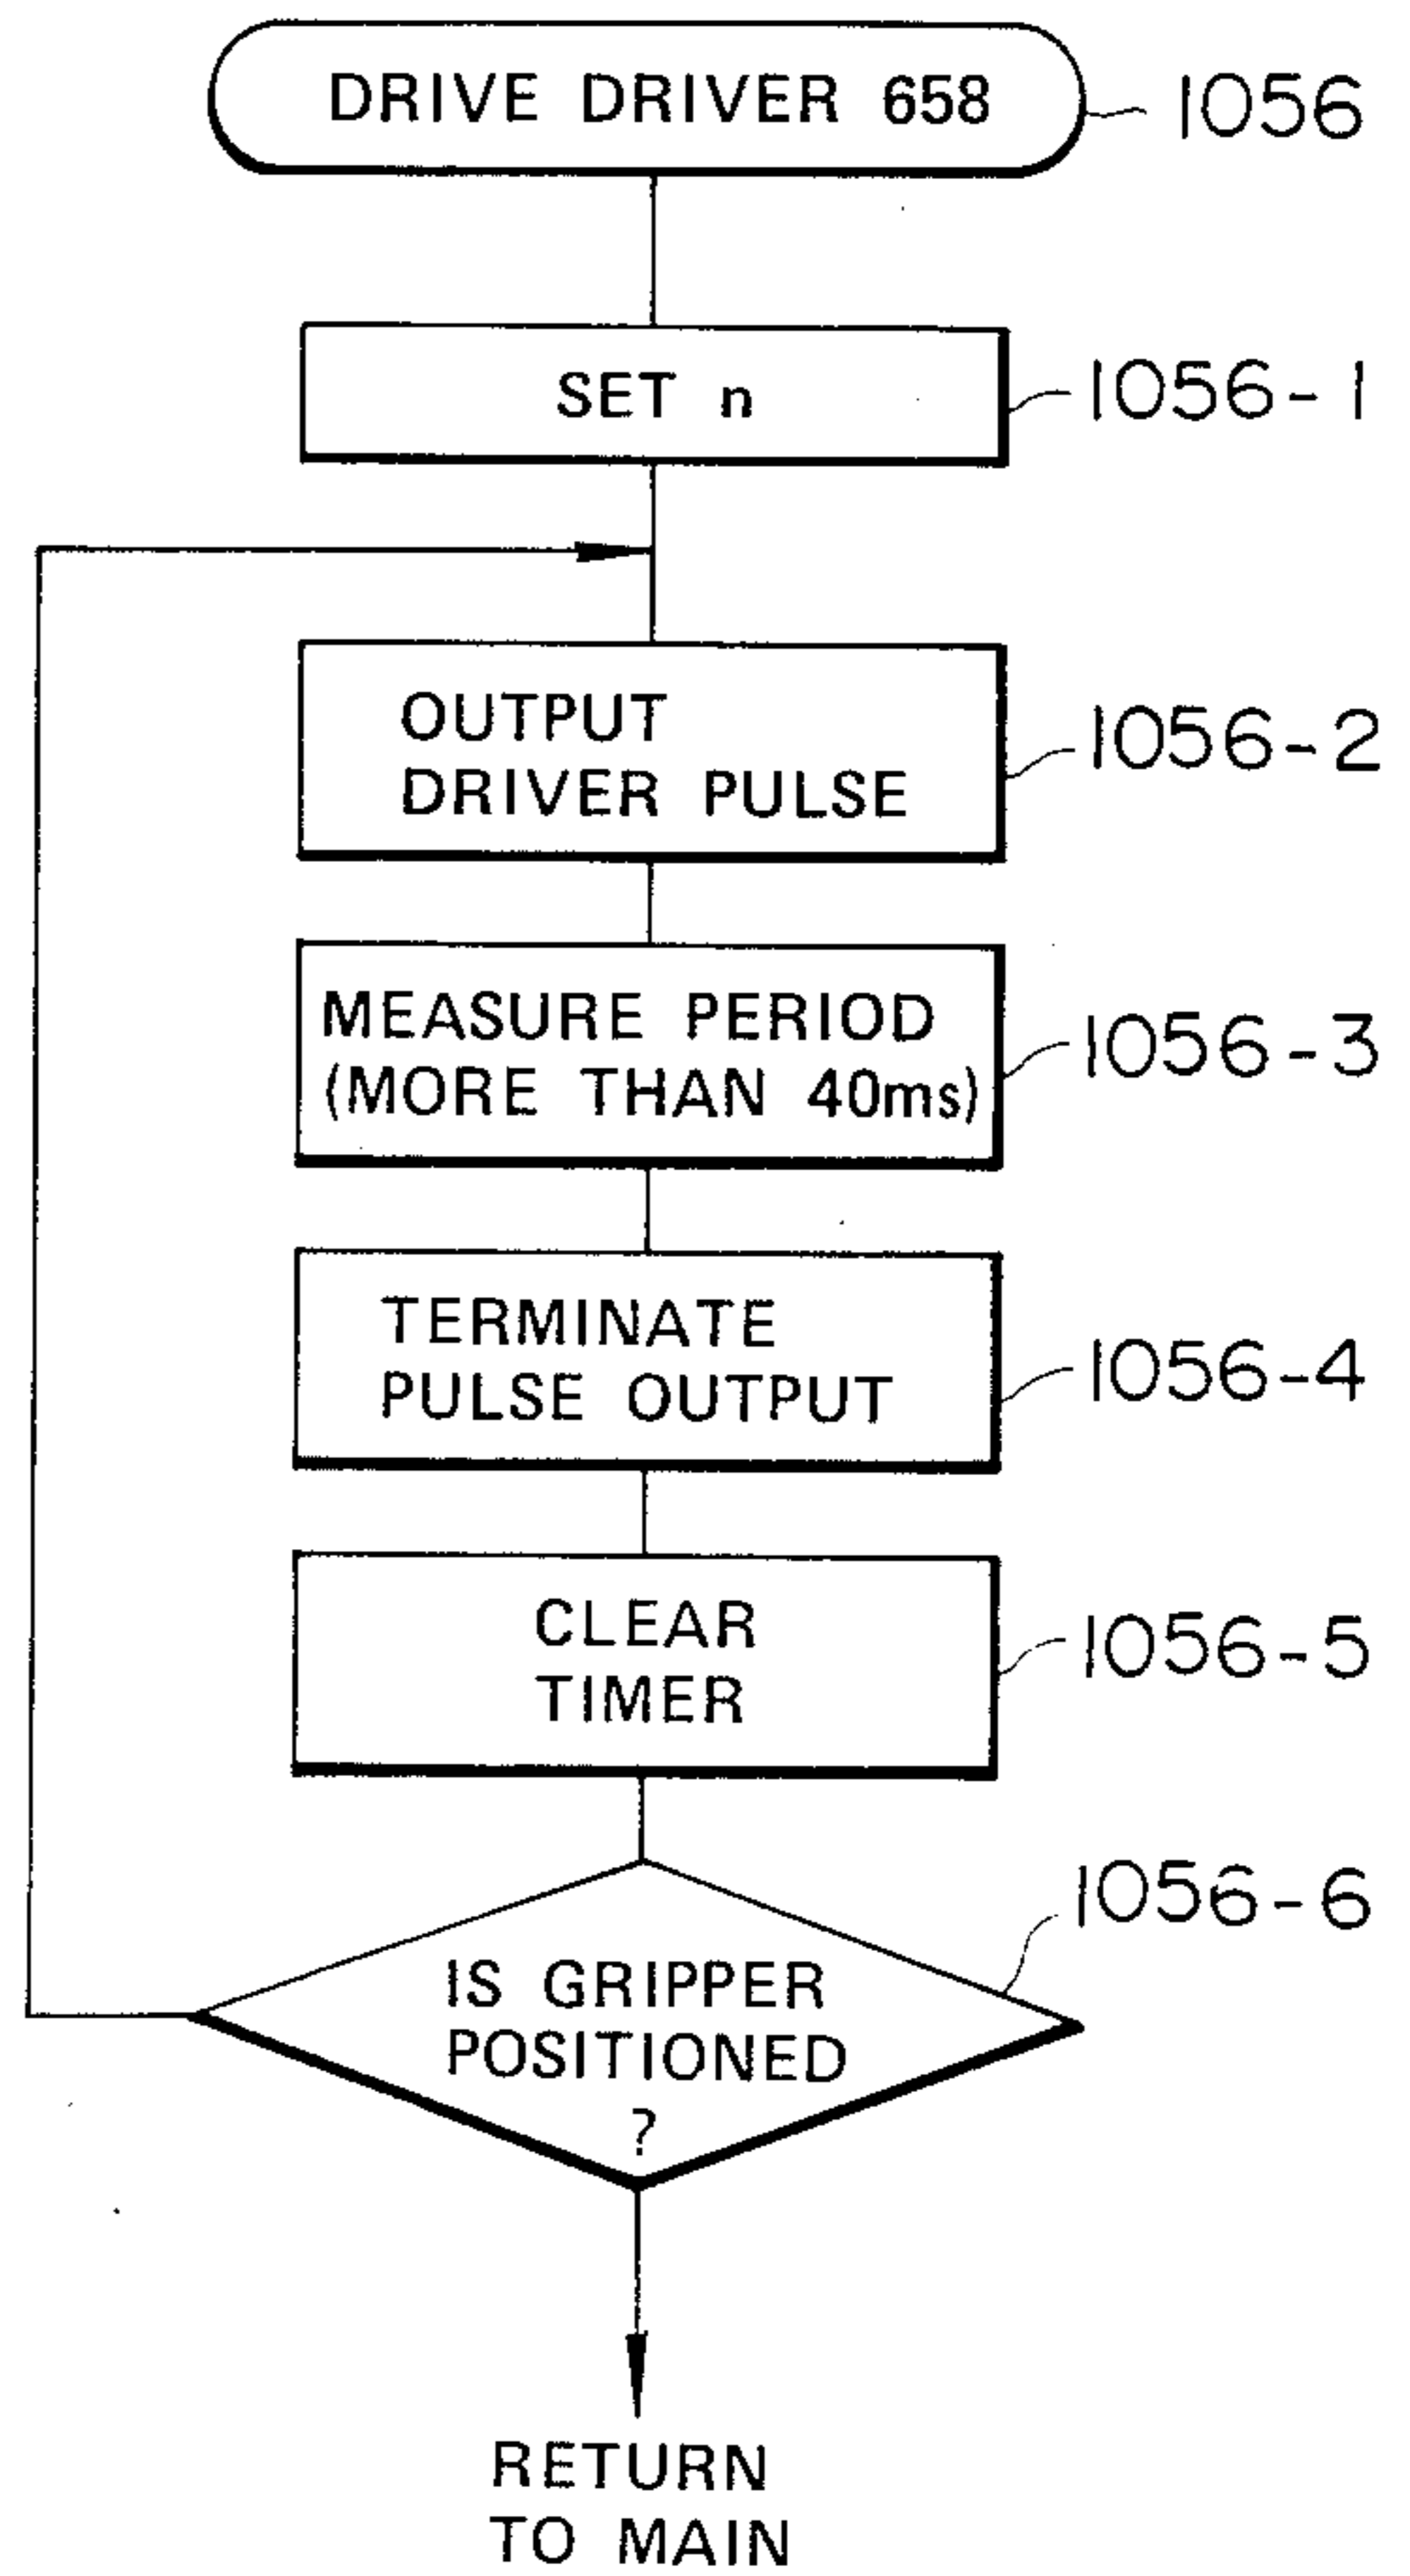 DRIVE DRIVER 658
1056
SET n
1056-1
OUTPUT
DRIVER PULSE
1056-2
MEASURE PERIOD
(MORE THAN 40ms)
1056-3
TERMINATE
PULSE OUTPUT
1056-4
CLEAR
TIMER
1056-5
IS GRIPPER
POSITIONED
?
1056-6
RETURN
TO MAIN